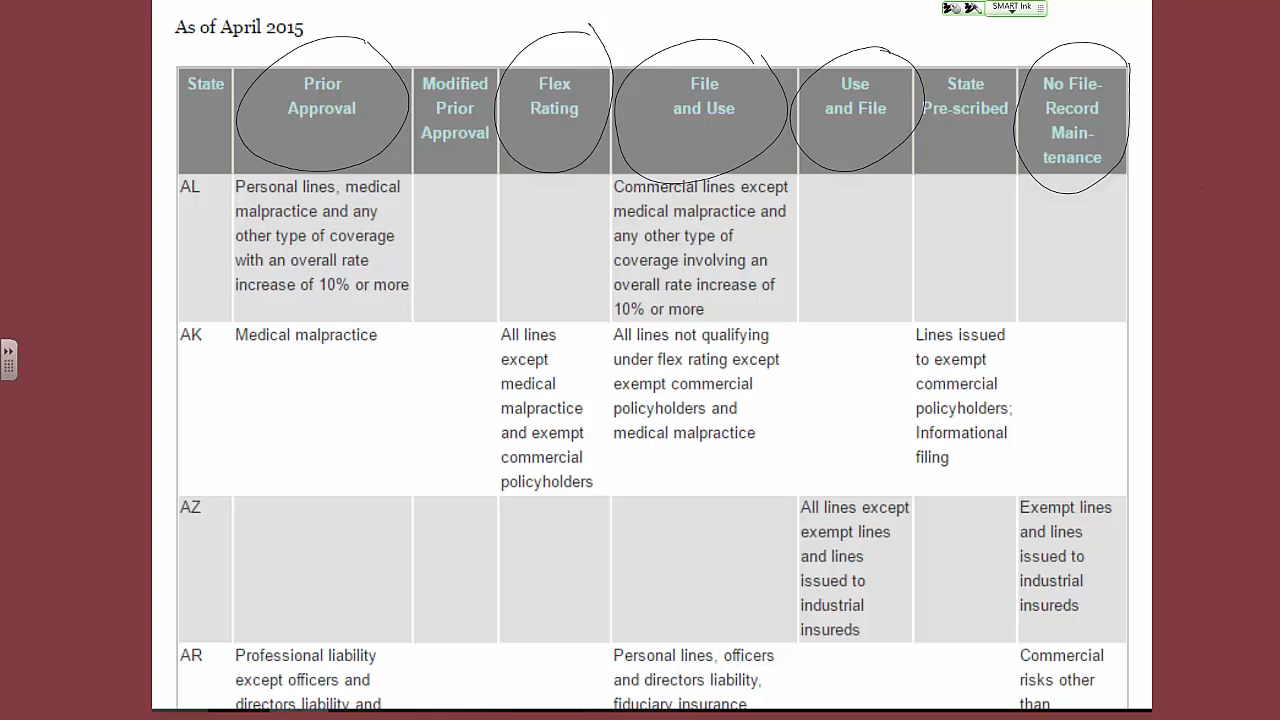 SMART Ink
As of April 2015
State
Prior
Approval
Modified
Prior
Approval
Flex
Rating
File
and Use
Use
and File
State
Pre-scribed
No File-
Record
Main-
tenance
AL
Personal lines, medical
malpractice and any
other type of coverage
with an overall rate
increase of 10% or more
Commercial lines except
medical malpractice and
any other type of
coverage involving an
overall rate increase of
10% or more
AK
Medical malpractice
All lines
except
medical
malpractice
and exempt
commercial
policyholders
All lines not qualifying
under flex rating except
exempt commercial
policyholders and
medical malpractice
Lines issued
to exempt
commercial
policyholders;
Informational
filing
AZ
All lines except
exempt lines
and lines
issued to
industrial
insureds
Exempt lines
and lines
issued to
industrial
insureds
AR
Professional liability
except officers and
directors liability and
Personal lines, officers
and directors liability,
fiduciary insurance
Commercial
risks other
than